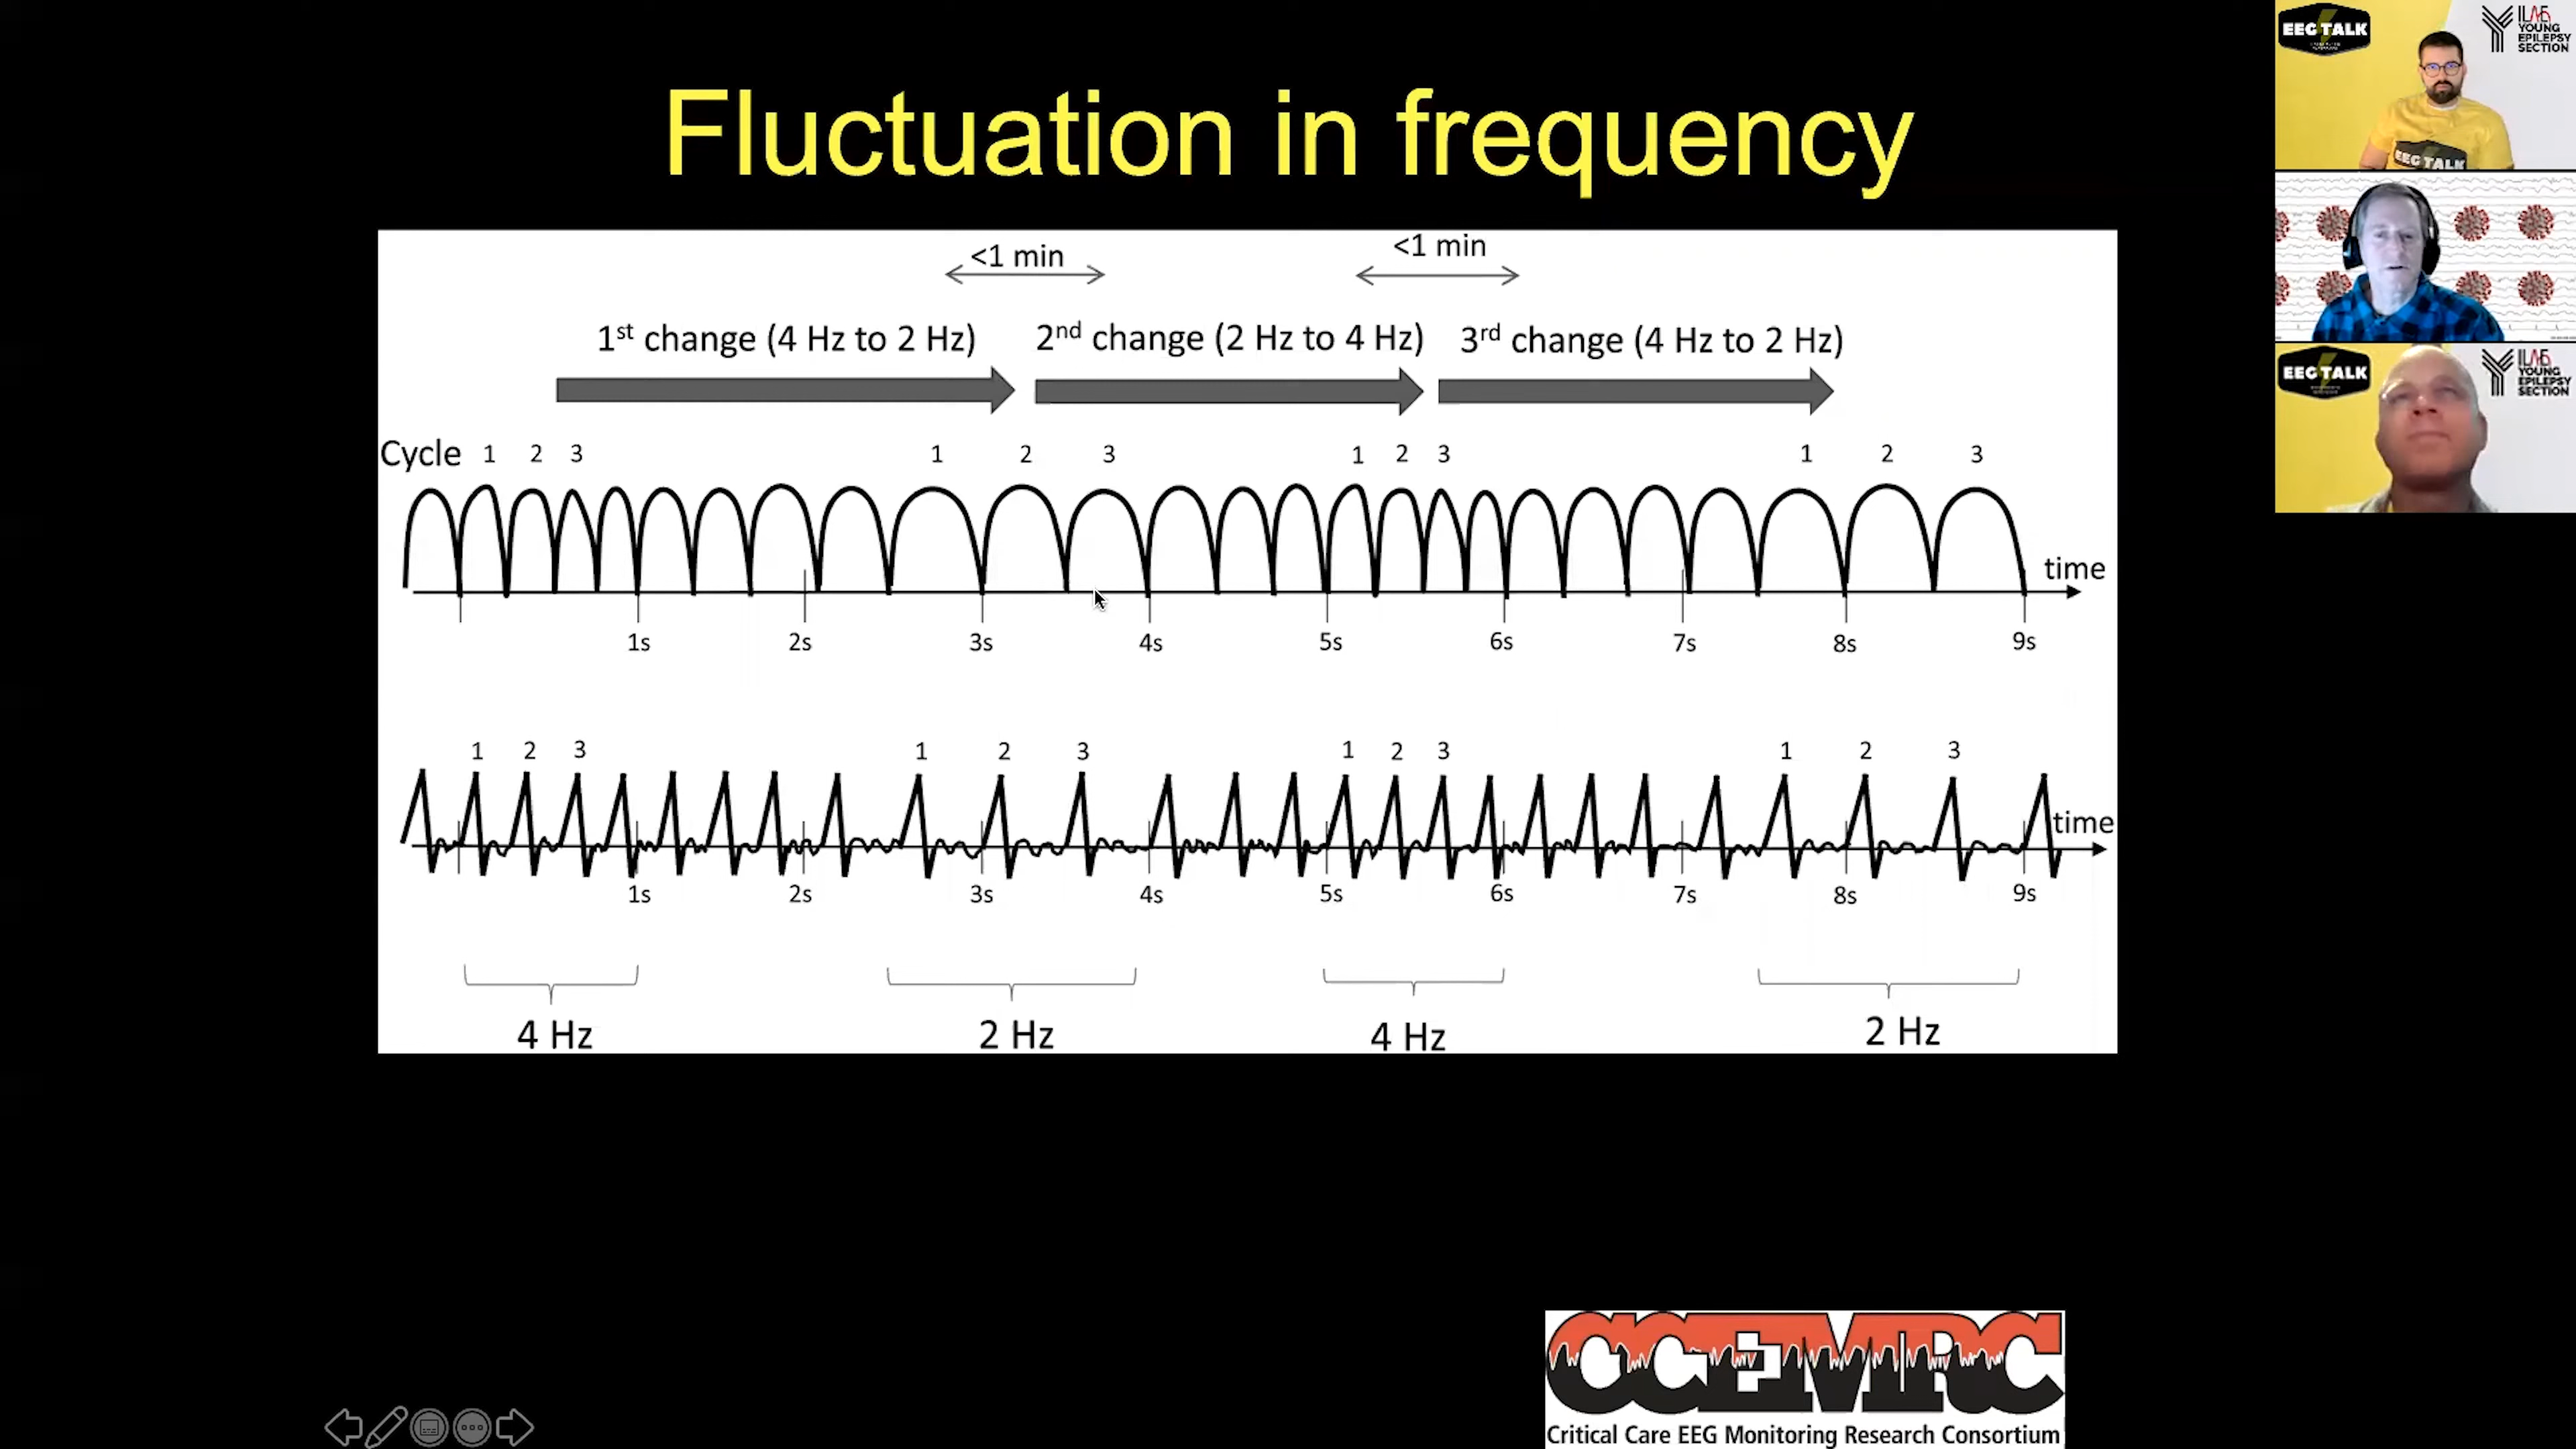 Fluctuation in frequency
<1 min
<1 min
1st change (4 Hz to 2 Hz)
2nd change (2 Hz to 4 Hz)
3rd change (4 Hz to 2 Hz)
Cycle 1 2 3 1 2 3 1 2 3 1 2 3
time
1s 2s 3s 4s 5s 6s 7s 8s 9s
1 2 3 1 2 3 1 2 3 1 2 3
time
1s 2s 3s 4s 5s 6s 7s 8s 9s
4 Hz 2 Hz 4 Hz 2 Hz
CCEMRC
Critical Care EEG Monitoring Research Consortium
EEG TALK
ILAE
YOUNG
EPILEPSY
SECTION
EEG TALK
EEG TALK
ILAE
YOUNG
EPILEPSY
SECTION